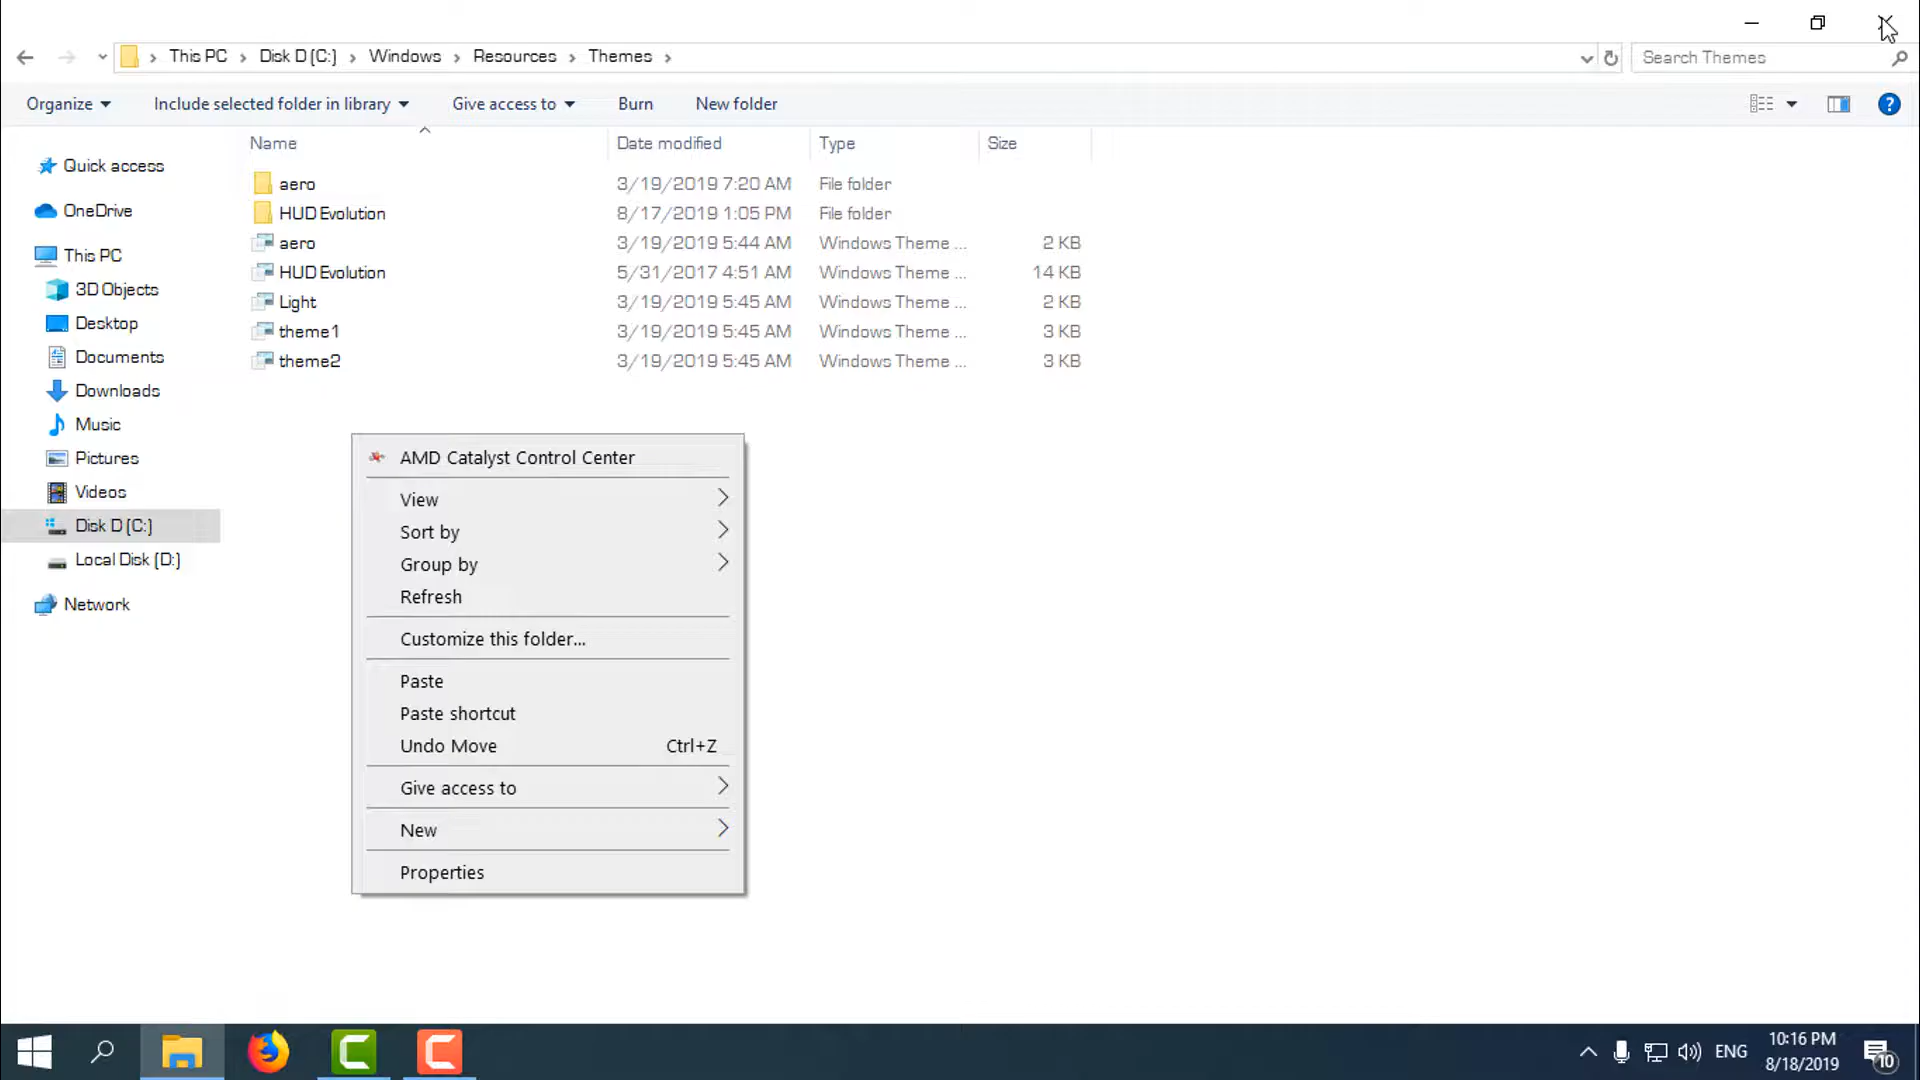 This PC > Disk D (C:) > Windows > Resources > Themes >
Search Themes
Organize
Include selected folder in library
Give access to
Burn
New folder
Name
Date modified
Type
Size
Quick access
OneDrive
This PC
3D Objects
Desktop
Documents
Downloads
Music
Pictures
Videos
Disk D (C:)
Local Disk (D:)
Network
aero 3/19/2019 7:20 AM File folder
HUD Evolution 8/17/2019 1:05 PM File folder
aero 3/19/2019 5:44 AM Windows Theme ... 2 KB
HUD Evolution 5/31/2017 4:51 AM Windows Theme ... 14 KB
Light 3/19/2019 5:45 AM Windows Theme ... 2 KB
theme1 3/19/2019 5:45 AM Windows Theme ... 3 KB
theme2 3/19/2019 5:45 AM Windows Theme ... 3 KB
AMD Catalyst Control Center
View
Sort by
Group by
Refresh
Customize this folder...
Paste
Paste shortcut
Undo Move Ctrl+Z
Give access to
New
Properties
ENG
10:16 PM
8/18/2019
10